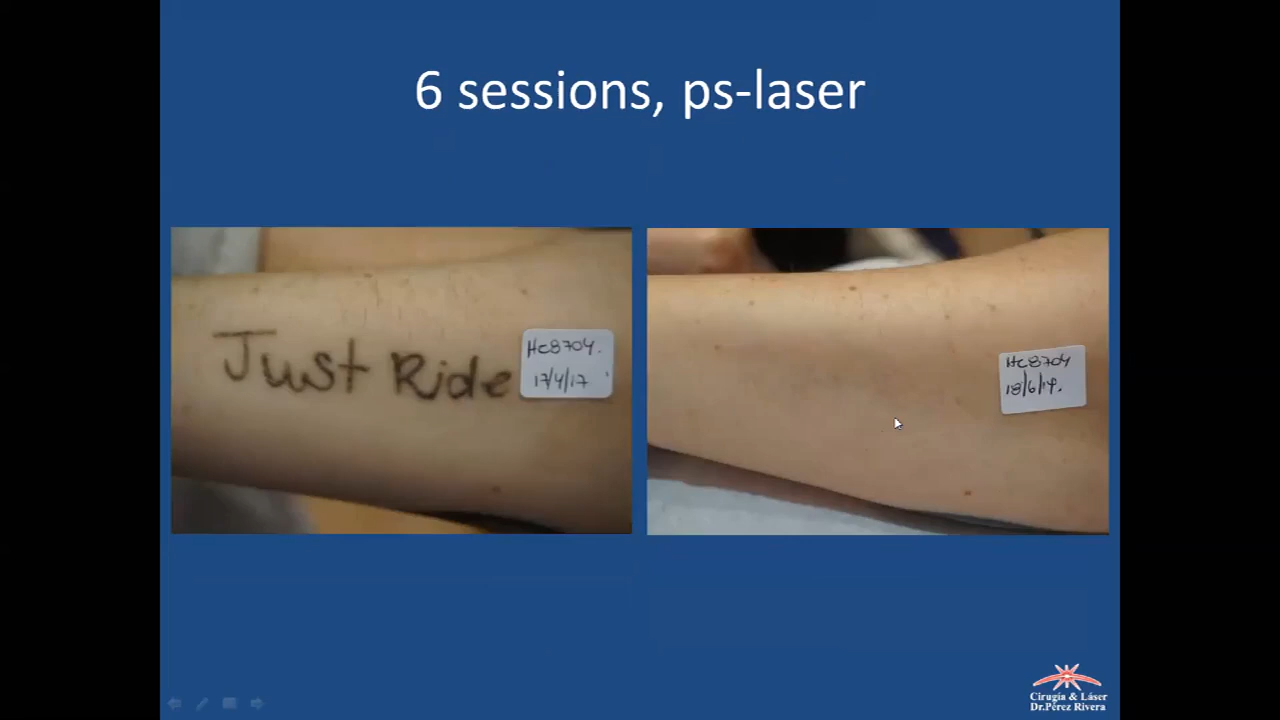 6 sessions, ps-laser
Just Ride
Hc8704.
17/4/17
Hc8704
18/6/19.
Cirugía & Láser
Dr.Pérez Rivera